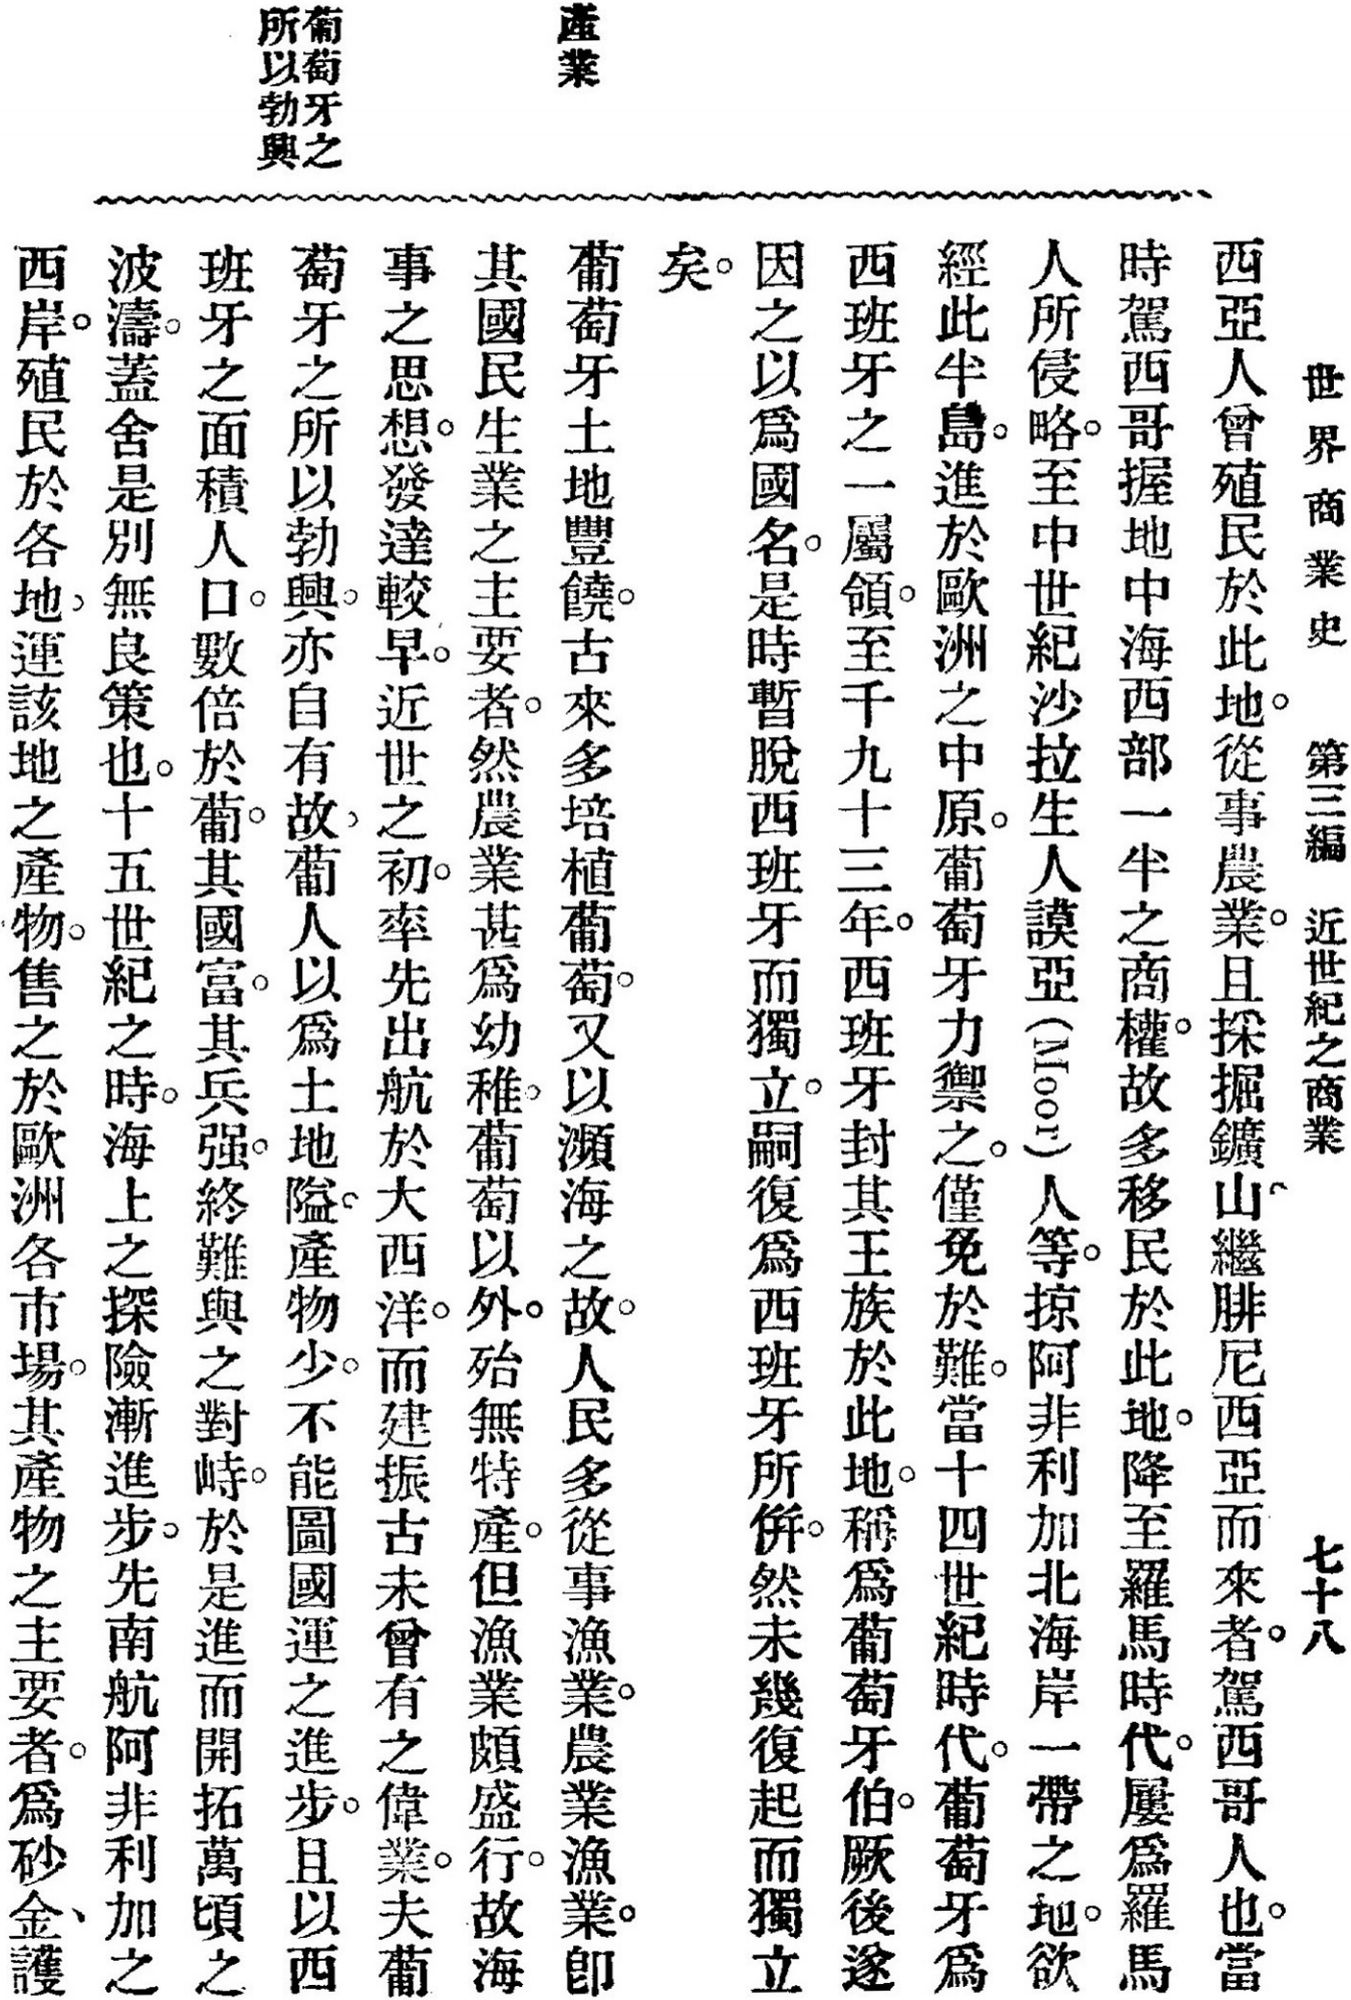 世界商業史　第三編　近世紀之商業　七十八
西亞人曾殖民於此地。從事農業。且採掘鑛山、繼腓尼西亞而來者。駕西哥人也。當
時駕西哥握地中海西部一半之商權。故多移民於此地。降至羅馬時代。屢爲羅馬
人所侵略。至中世紀沙拉生人謨亞(Moor)人等。掠阿非利加北海岸一帶之地。欲
經此半島。進於歐洲之中原。葡萄牙力禦之。僅免於難。當十四世紀時代。葡萄牙爲
西班牙之一屬領。至千九十三年。西班牙封其王族於此地。稱爲葡萄牙伯。厥後遂
因之以爲國名。是時暫脫西班牙而獨立。嗣復爲西班牙所併。然未幾復起而獨立
矣。
產業
葡萄牙土地豐饒。古來多培植葡萄。又以瀕海之故。人民多從事漁業。農業漁業。卽
其國民生業之主要者。然農業甚爲幼稚。葡萄以外。殆無特產。但漁業頗盛行。故海
事之思想。發達較早。近世之初。率先出航於大西洋。而建振古未曾有之偉業。夫葡
葡萄牙之
所以勃興
萄牙之所以勃興。亦自有故、葡人以爲土地隘。產物少。不能圖國運之進步。且以西
班牙之面積人口。數倍於葡。其國富。其兵强。終難與之對峙。於是進而開拓萬頃之
波濤。蓋舍是別無良策也。十五世紀之時。海上之探險漸進步。先南航阿非利加之
西岸。殖民於各地、運該地之產物。售之於歐洲各市場。其產物之主要者。爲砂金、護